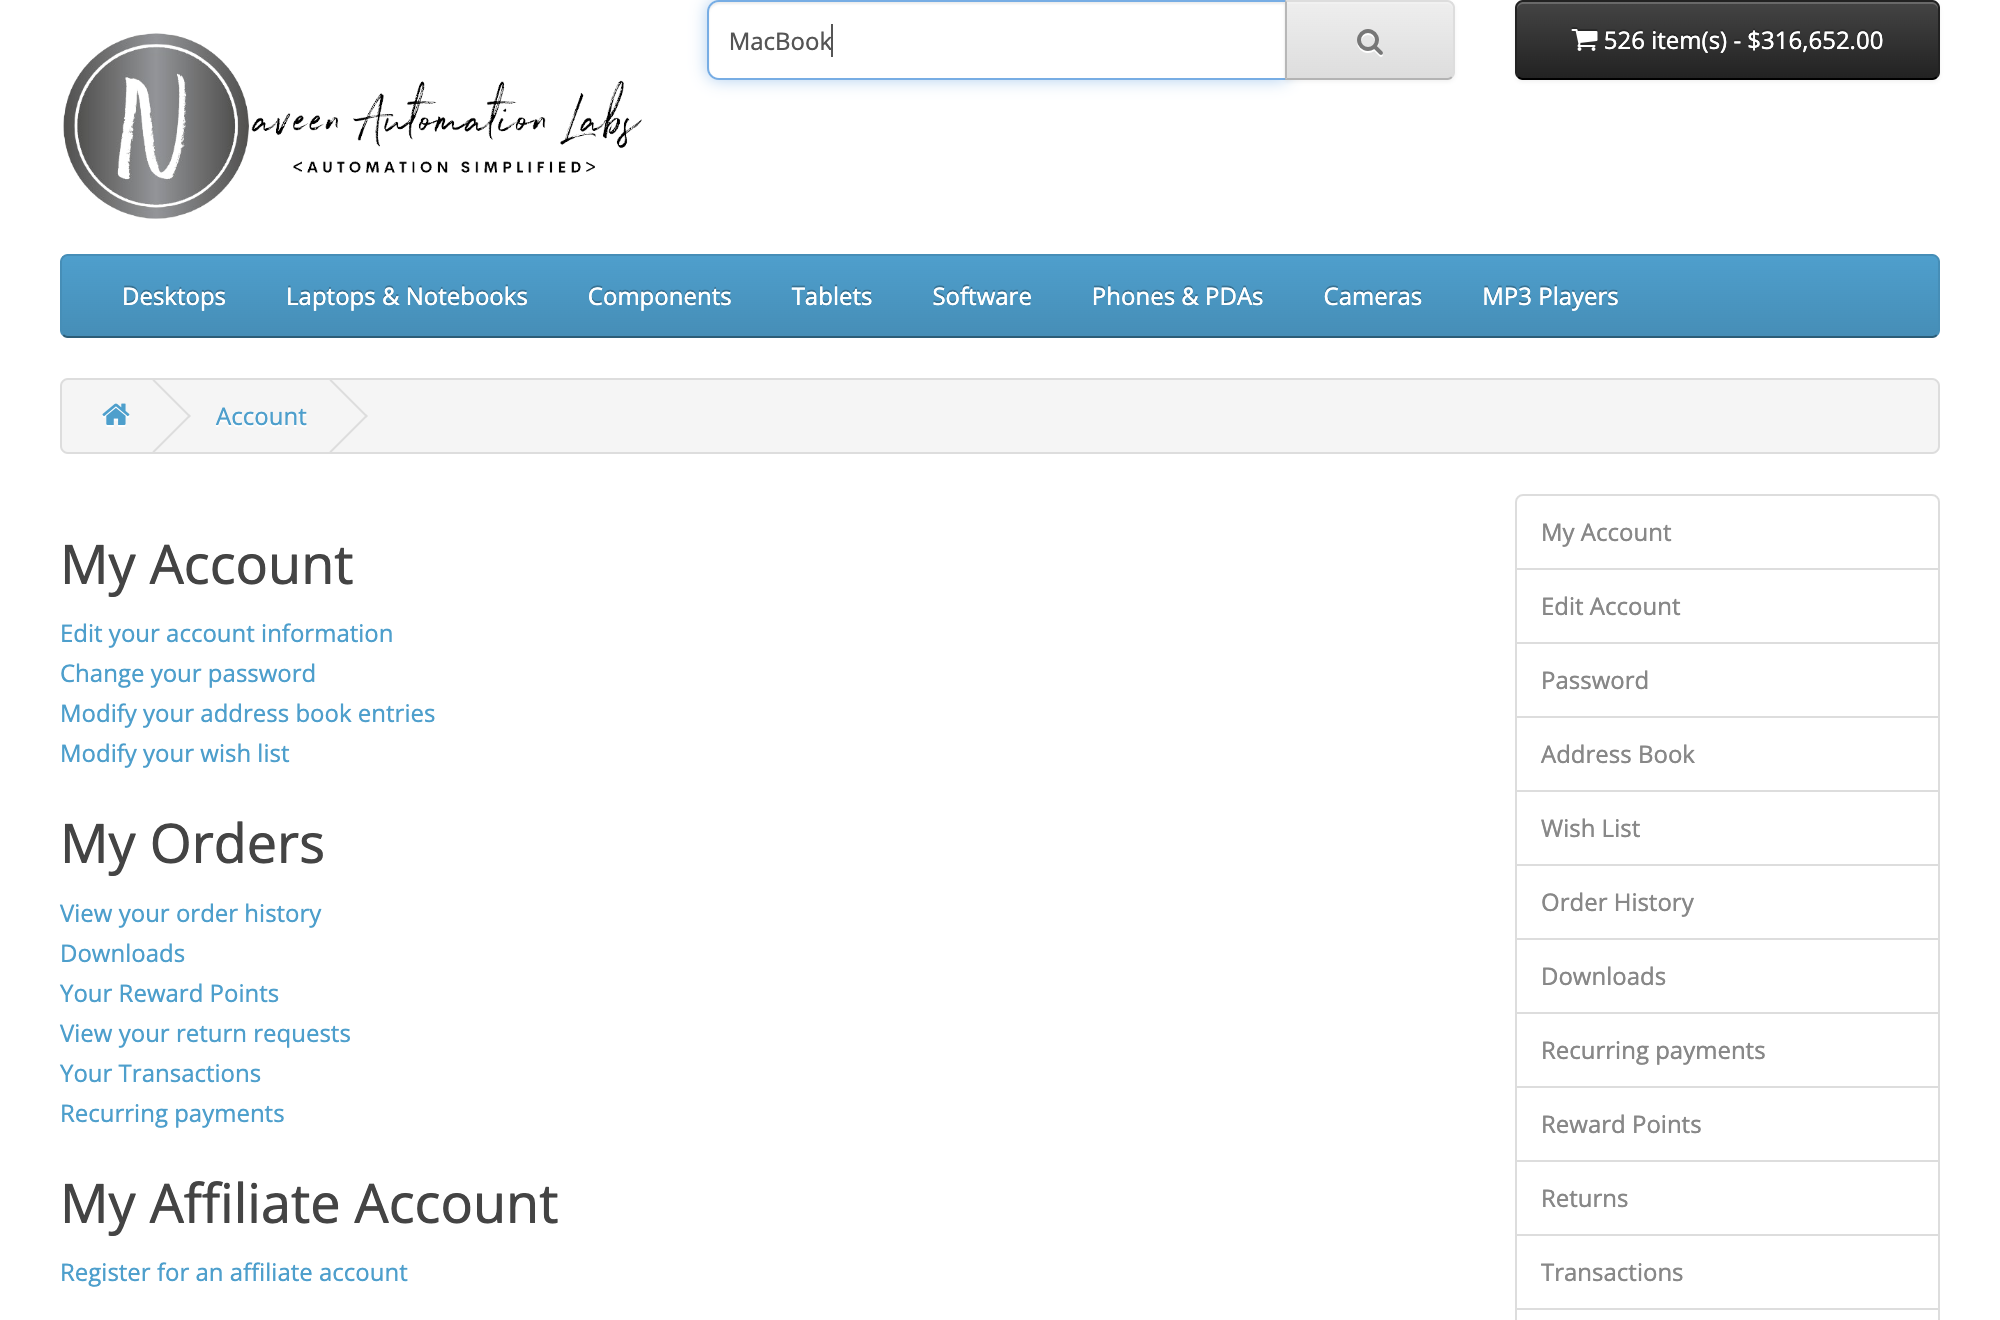 MacBook
526 item(s) - $316,652.00
N
aveen Automation Labs
<AUTOMATION SIMPLIFIED>
Desktops
Laptops & Notebooks
Components
Tablets
Software
Phones & PDAs
Cameras
MP3 Players
Account
My Account
Edit your account information
Change your password
Modify your address book entries
Modify your wish list
My Orders
View your order history
Downloads
Your Reward Points
View your return requests
Your Transactions
Recurring payments
My Affiliate Account
Register for an affiliate account
My Account
Edit Account
Password
Address Book
Wish List
Order History
Downloads
Recurring payments
Reward Points
Returns
Transactions